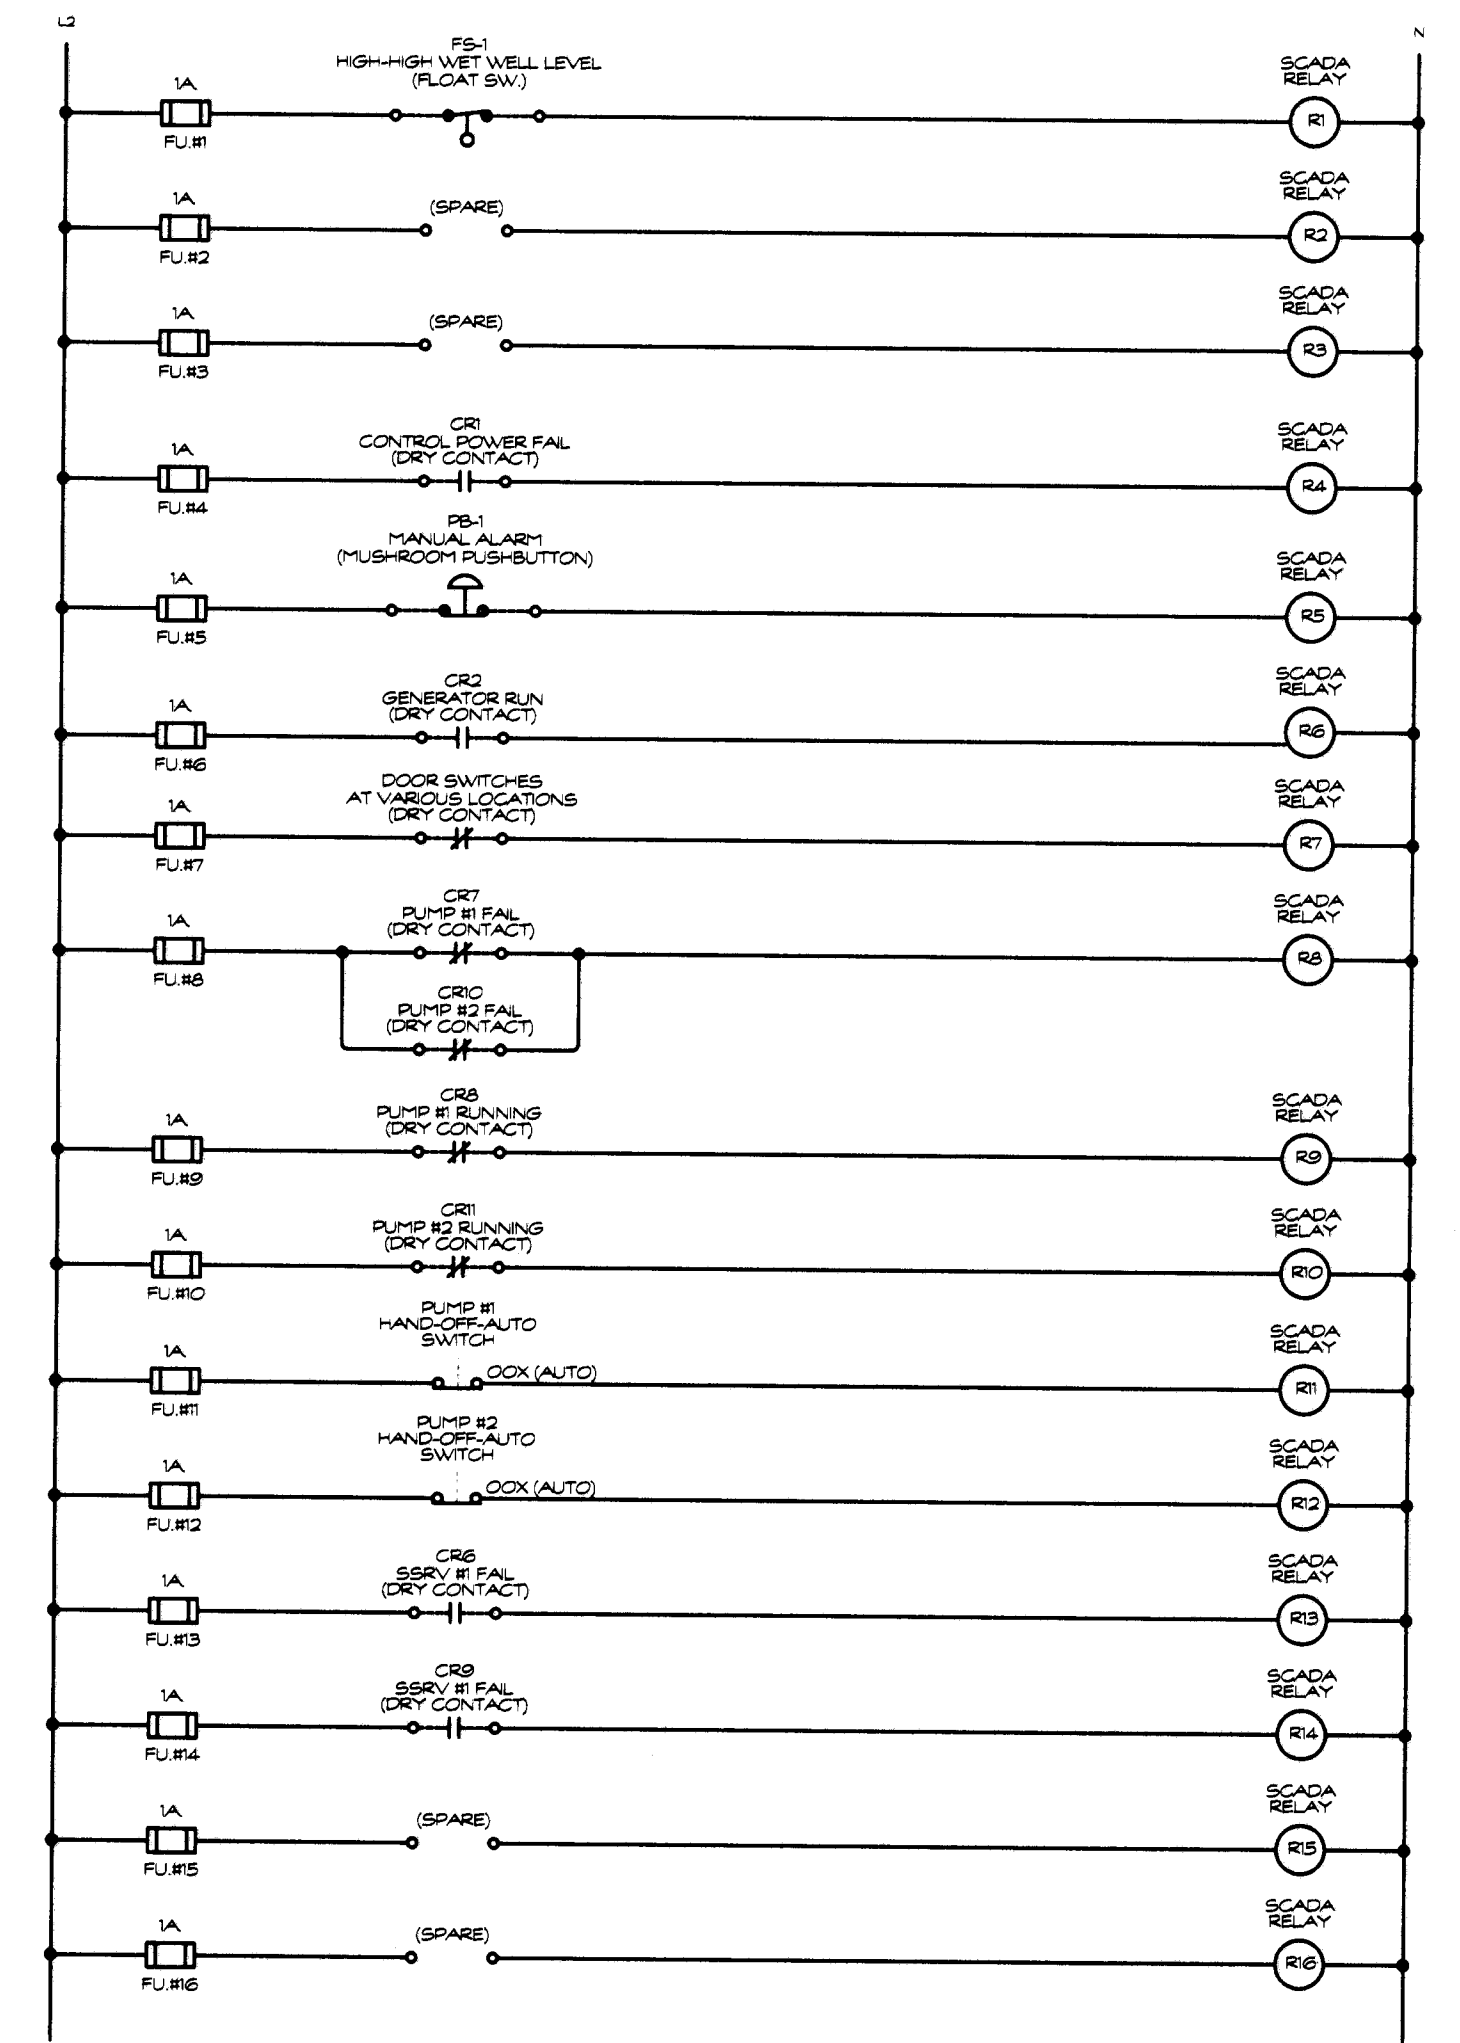 L2
N
FS-1
HIGH-HIGH WET WELL LEVEL
(FLOAT SW.)
SCADA
RELAY
1A
FU.#1
R1
1A
FU.#2
(SPARE)
SCADA
RELAY
R2
1A
FU.#3
(SPARE)
SCADA
RELAY
R3
1A
FU.#4
CR1
CONTROL POWER FAIL
(DRY CONTACT)
SCADA
RELAY
R4
1A
FU.#5
PB-1
MANUAL ALARM
(MUSHROOM PUSHBUTTON)
SCADA
RELAY
R5
1A
FU.#6
CR2
GENERATOR RUN
(DRY CONTACT)
SCADA
RELAY
R6
1A
FU.#7
DOOR SWITCHES
AT VARIOUS LOCATIONS
(DRY CONTACT)
SCADA
RELAY
R7
1A
FU.#8
CR7
PUMP #1 FAIL
(DRY CONTACT)
CR10
PUMP #2 FAIL
(DRY CONTACT)
SCADA
RELAY
R8
1A
FU.#9
CR8
PUMP #1 RUNNING
(DRY CONTACT)
SCADA
RELAY
R9
1A
FU.#10
CR11
PUMP #2 RUNNING
(DRY CONTACT)
SCADA
RELAY
R10
1A
FU.#11
PUMP #1
HAND-OFF-AUTO
SWITCH
OOX (AUTO)
SCADA
RELAY
R11
1A
FU.#12
PUMP #2
HAND-OFF-AUTO
SWITCH
OOX (AUTO)
SCADA
RELAY
R12
1A
FU.#13
CR6
SSRV #1 FAIL
(DRY CONTACT)
SCADA
RELAY
R13
1A
FU.#14
CR9
SSRV #1 FAIL
(DRY CONTACT)
SCADA
RELAY
R14
1A
FU.#15
(SPARE)
SCADA
RELAY
R15
1A
FU.#16
(SPARE)
SCADA
RELAY
R16